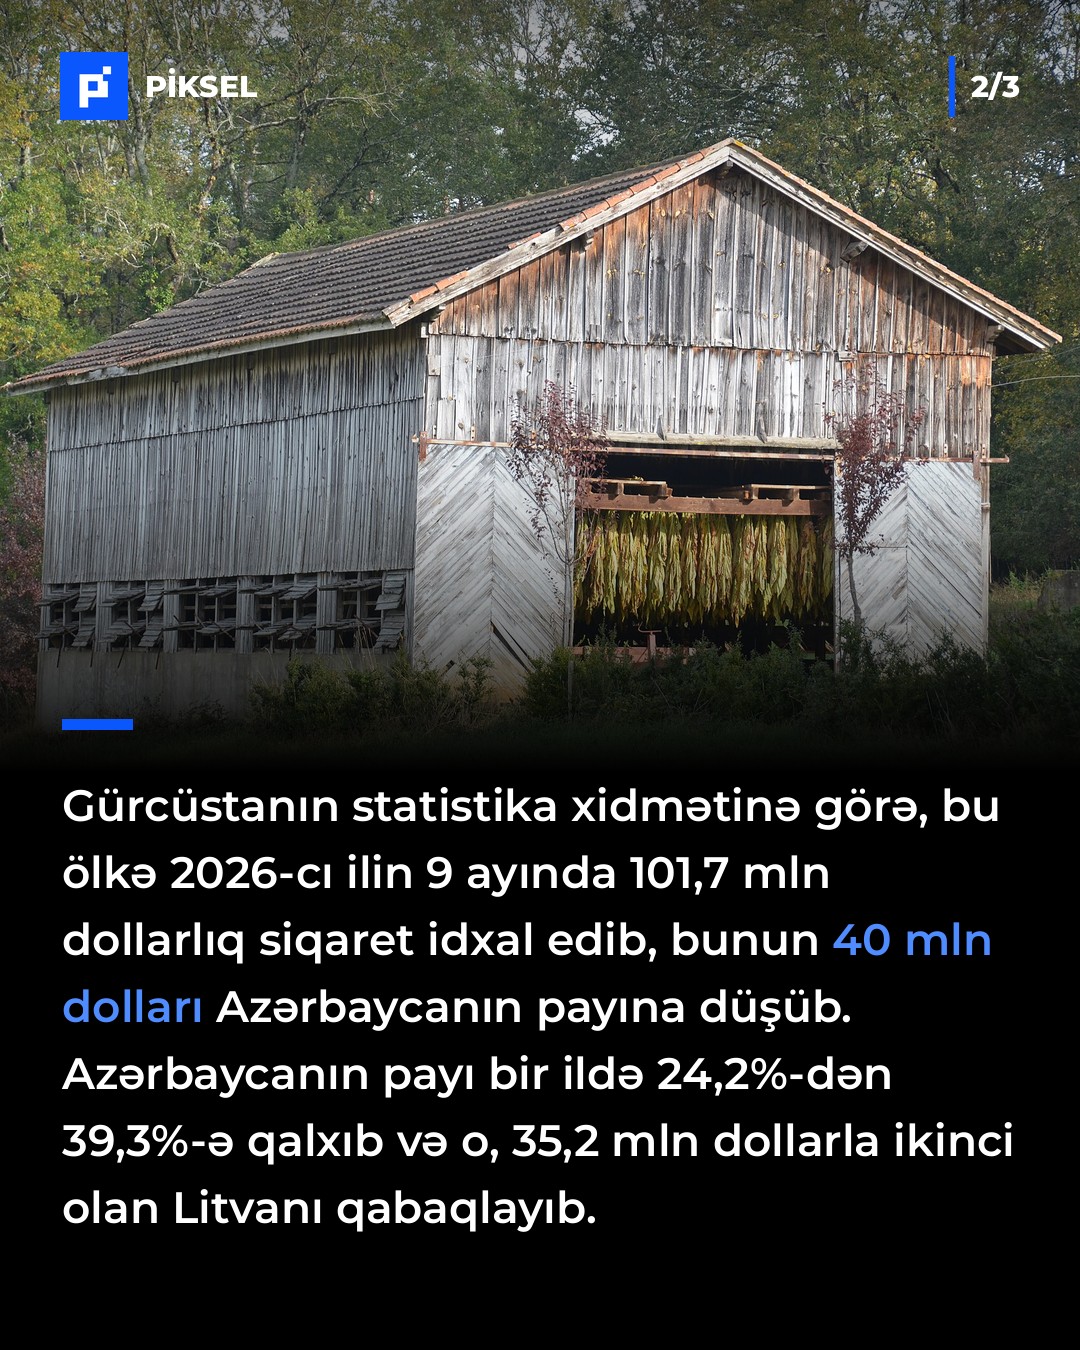 PİKSEL
2/3
Gürcüstanın statistika xidmətinə görə, bu
ölkə 2026-cı ilin 9 ayında 101,7 mln
dollarlıq siqaret idxal edib, bunun 40 mln
dolları Azərbaycanın payına düşüb.
Azərbaycanın payı bir ildə 24,2%-dən
39,3%-ə qalxıb və o, 35,2 mln dollarla ikinci
olan Litvanı qabaqlayıb.